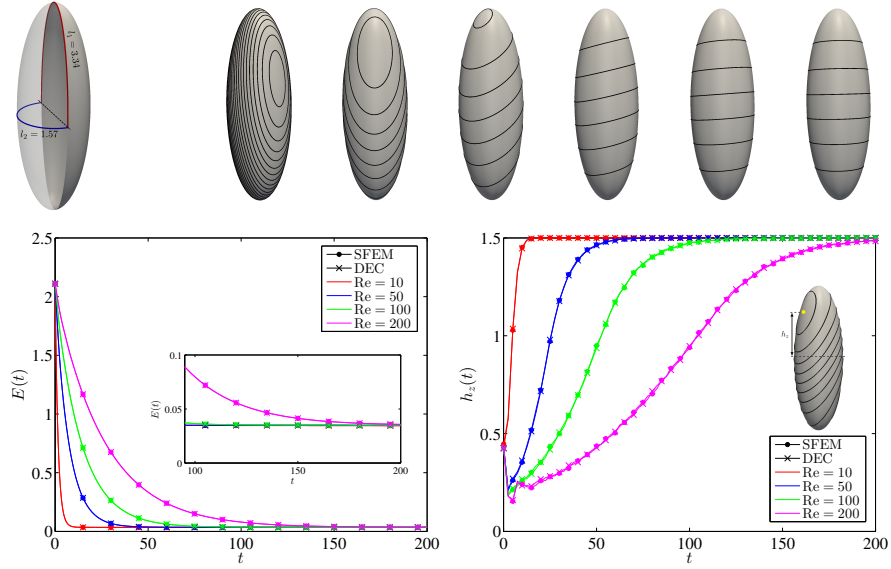 l₁ = 3.34
l₂ = 1.57
2.5
2
1.5
1
0.5
0
0
50
100
150
200
E(t)
t
SFEM
DEC
Re = 10
Re = 50
Re = 100
Re = 200
0.1
0.05
0
100
150
200
E(t)
t
1.5
1
0.5
0
0
50
100
150
200
h_z(t)
t
h_z
SFEM
DEC
Re = 10
Re = 50
Re = 100
Re = 200